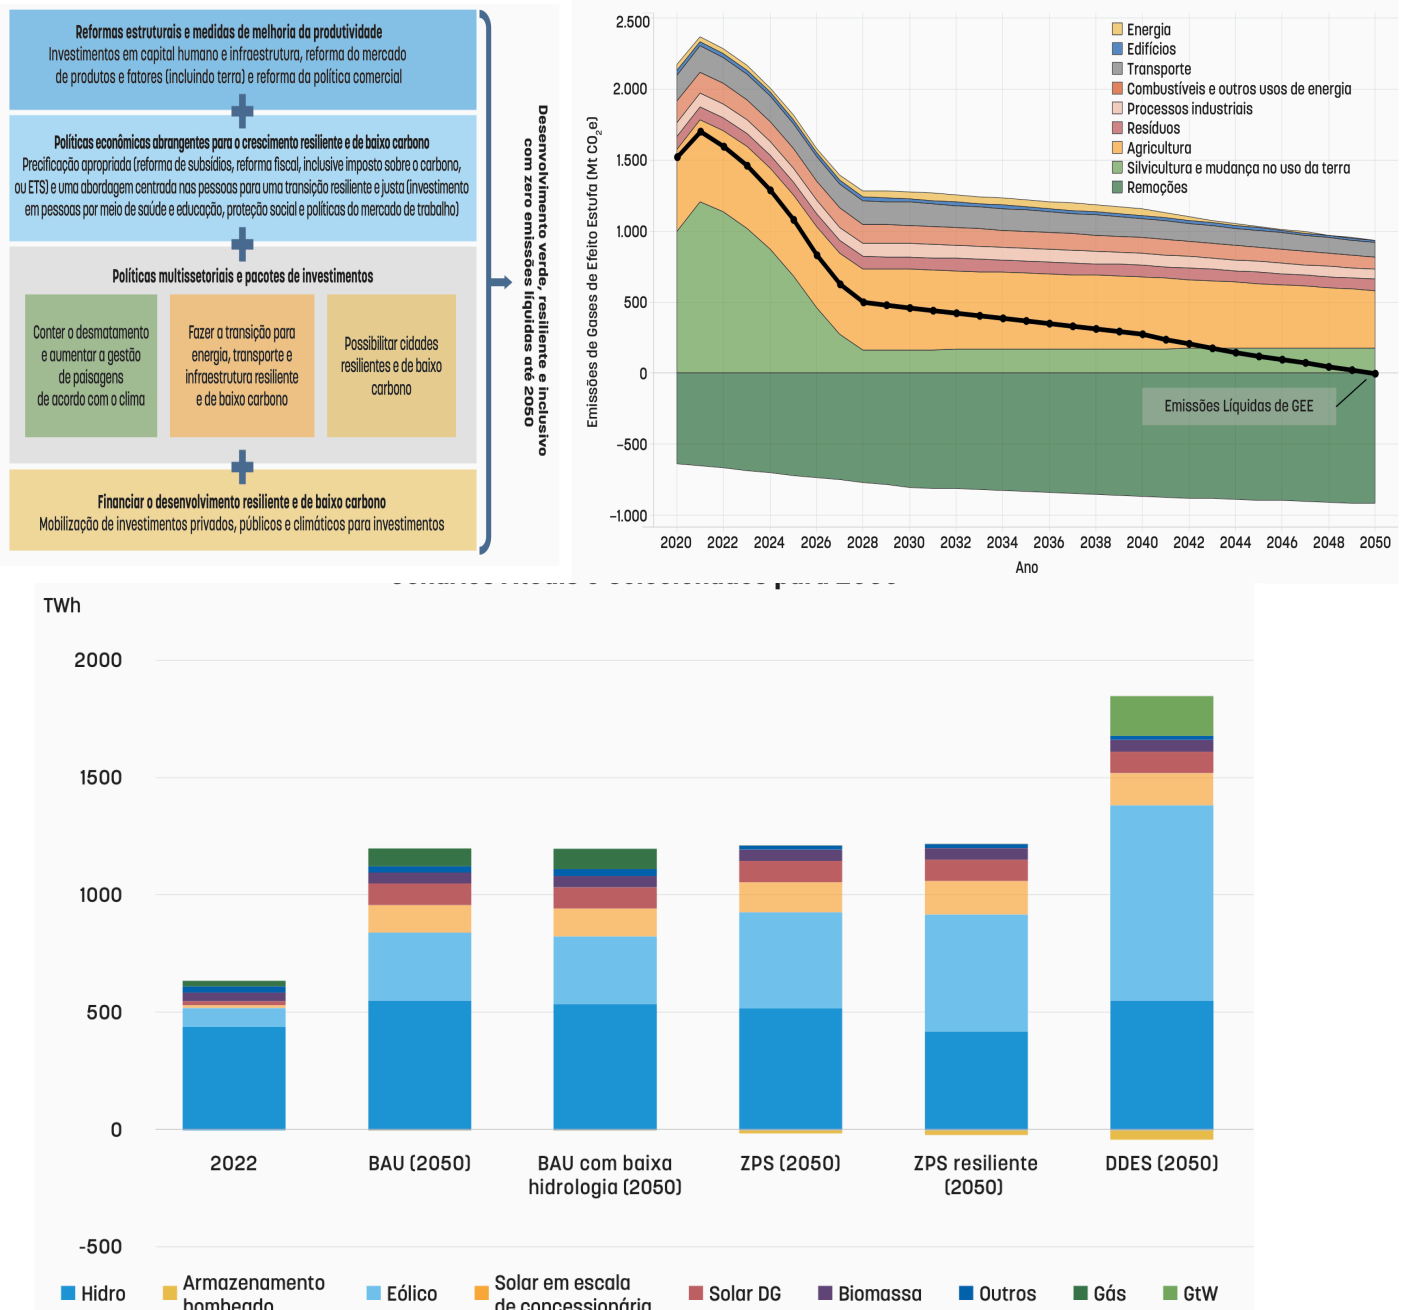 Reformas estruturais e medidas de melhoria da produtividade
Investimentos em capital humano e infraestrutura, reforma do mercado
de produtos e fatores (incluindo terra) e reforma da política comercial
Políticas econômicas abrangentes para o crescimento resiliente e de baixo carbono
Precificação apropriada (reforma de subsídios, reforma fiscal, inclusive imposto sobre o carbono,
ou ETS) e uma abordagem centrada nas pessoas para uma transição resiliente e justa (investimento
em pessoas por meio de saúde e educação, proteção social e políticas do mercado de trabalho)
Políticas multissetoriais e pacotes de investimentos
Conter o desmatamento
e aumentar a gestão
de paisagens
de acordo com o clima
Fazer a transição para
energia, transporte e
infraestrutura resiliente
e de baixo carbono
Possibilitar cidades
resilientes e de baixo
carbono
Financiar o desenvolvimento resiliente e de baixo carbono
Mobilização de investimentos privados, públicos e climáticos para investimentos
Desenvolvimento verde, resiliente e inclusivo
com zero emissões líquidas até 2050
Emissões de Gases de Efeito Estufa (Mt CO2e)
2.500
2.000
1.500
1.000
500
0
−500
−1.000
Energia
Edifícios
Transporte
Combustíveis e outros usos de energia
Processos industriais
Resíduos
Agricultura
Silvicultura e mudança no uso da terra
Remoções
Emissões Líquidas de GEE
2020 2022 2024 2026 2028 2030 2032 2034 2036 2038 2040 2042 2044 2046 2048 2050
Ano
TWh
2000
1500
1000
500
0
-500
2022
BAU (2050)
BAU com baixa
hidrologia (2050)
ZPS (2050)
ZPS resiliente
(2050)
DDES (2050)
Hidro
Armazenamento
bombeado
Eólico
Solar em escala
de concessionária
Solar DG
Biomassa
Outros
Gás
GtW